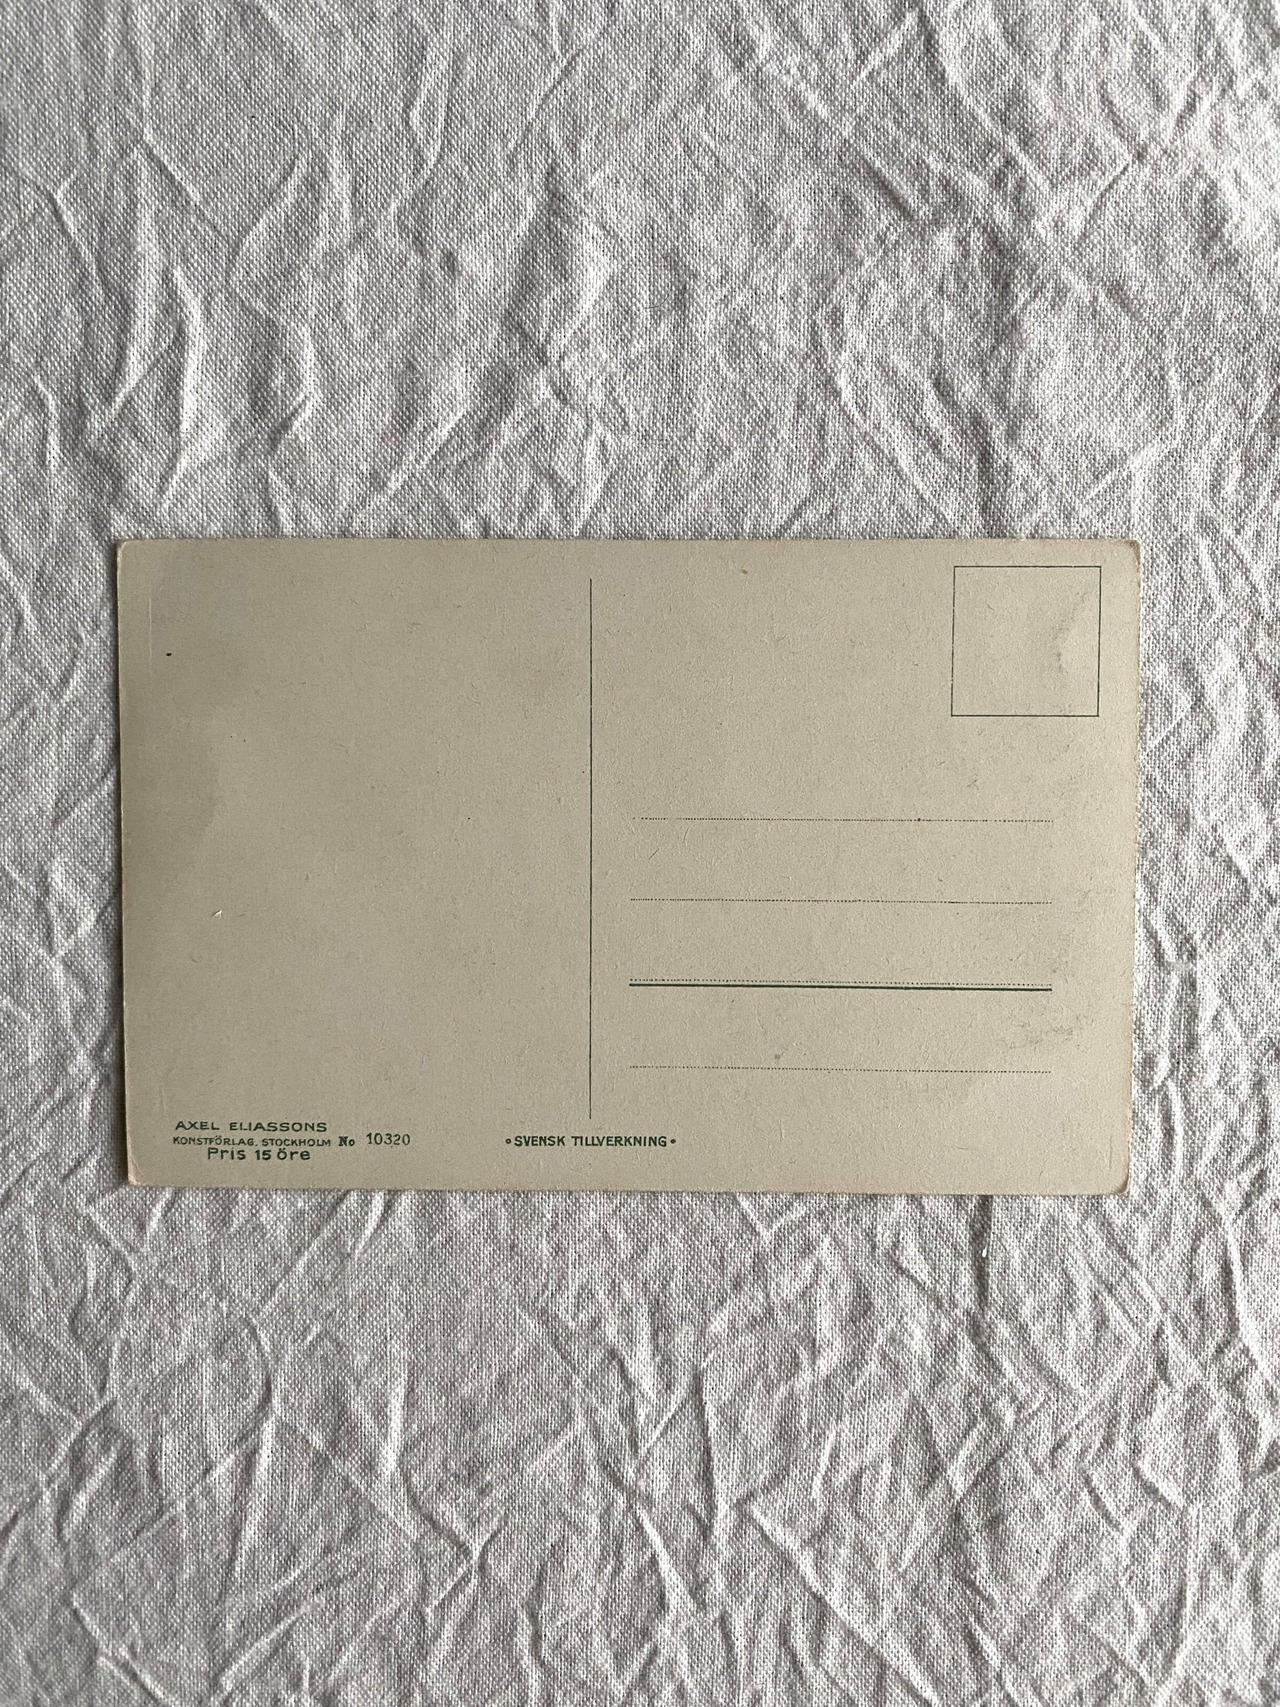 AXEL ELIASSONS
KONSTFÖRLAG. STOCKHOLM No 10320
Pris 15 öre
• SVENSK TILLVERKNING •